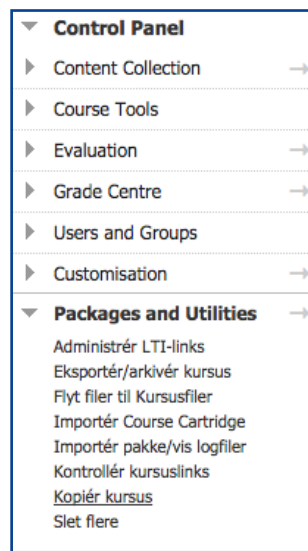 Control Panel
Content Collection
Course Tools
Evaluation
Grade Centre
Users and Groups
Customisation
Packages and Utilities
Administrér LTI-links
Eksportér/arkivér kursus
Flyt filer til Kursusfiler
Importér Course Cartridge
Importér pakke/vis logfiler
Kontrollér kursuslinks
Kopiér kursus
Slet flere